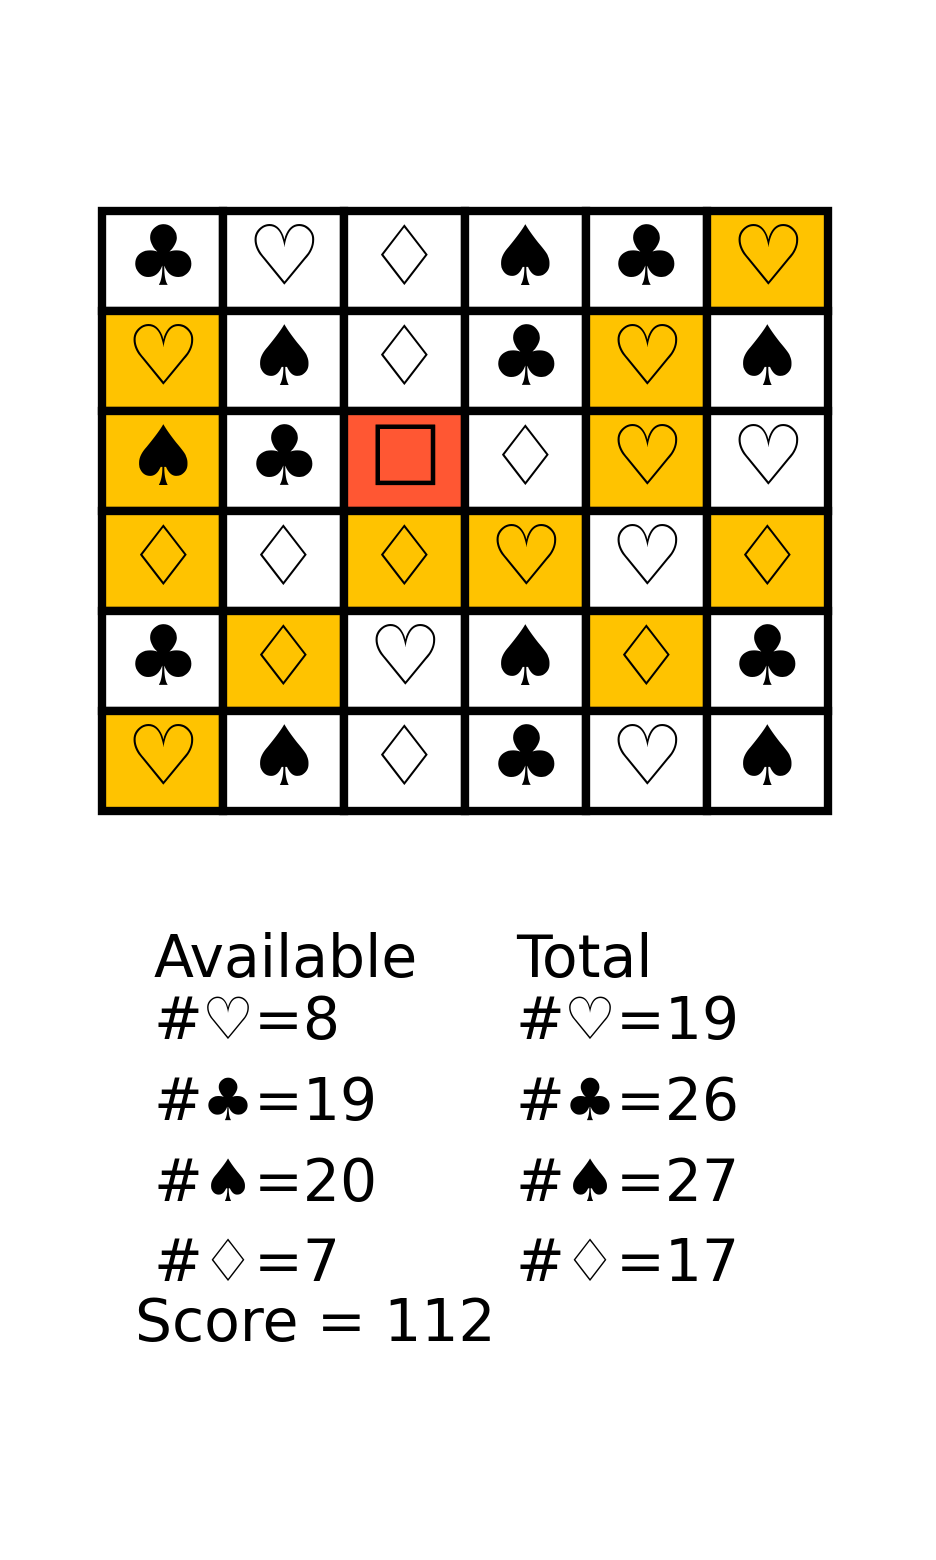 ♣ ♡ ♢ ♠ ♣ ♡
♡ ♠ ♢ ♣ ♡ ♠
♠ ♣ □ ♢ ♡ ♡
♢ ♢ ♢ ♡ ♡ ♢
♣ ♢ ♡ ♠ ♢ ♣
♡ ♠ ♢ ♣ ♡ ♠
Available Total
#♡=8 #♡=19
#♣=19 #♣=26
#♠=20 #♠=27
#♢=7 #♢=17
Score = 112